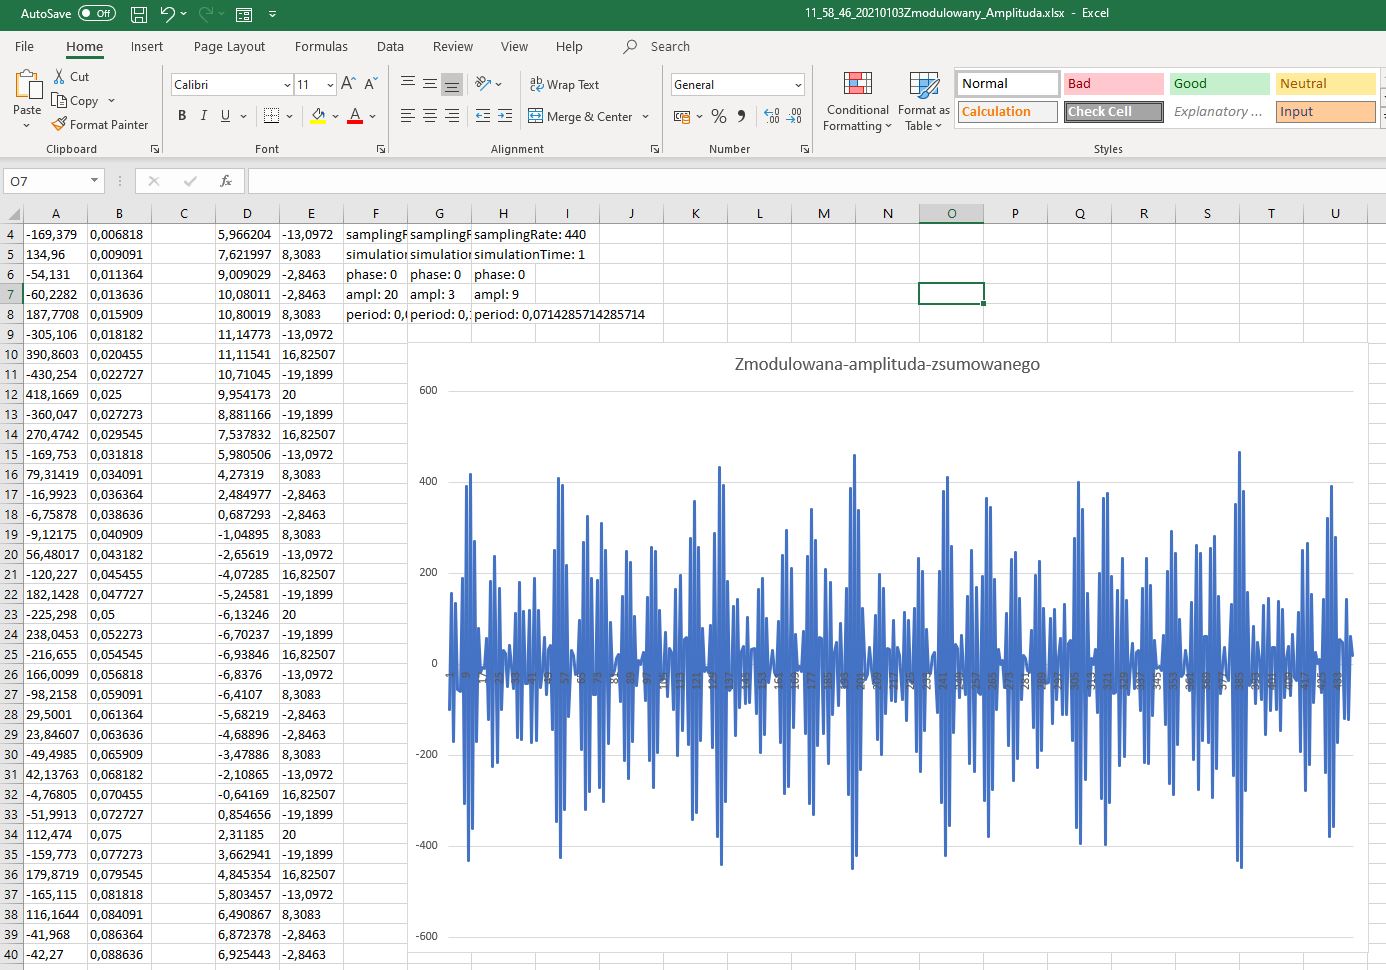 AutoSave Off 11_58_46_20210103Zmodulowany_Amplituda.xlsx - Excel
File Home Insert Page Layout Formulas Data Review View Help Search
Paste Cut Copy Format Painter
Calibri 11 A A
B I U A
Wrap Text
Merge & Center
General
% 
Conditional Formatting
Format as Table
Normal Bad Good Neutral
Calculation Check Cell Explanatory ... Input
Clipboard Font Alignment Number Styles
O7 fx
A B C D E F G H I J K L M N O P Q R S T U
4 -169,379 0,006818 5,966204 -13,0972 samplingR samplingR samplingRate: 440
5 134,96 0,009091 7,621997 8,3083 simulation simulation simulationTime: 1
6 -54,131 0,011364 9,009029 -2,8463 phase: 0 phase: 0 phase: 0
7 -60,2282 0,013636 10,08011 -2,8463 ampl: 20 ampl: 3 ampl: 9
8 187,7708 0,015909 10,80019 8,3083 period: 0, period: 0, period: 0,0714285714285714
9 -305,106 0,018182 11,14773 -13,0972
10 390,8603 0,020455 11,11541 16,82507
11 -430,254 0,022727 10,71045 -19,1899
12 418,1669 0,025 9,954173 20
13 -360,047 0,027273 8,881166 -19,1899
14 270,4742 0,029545 7,537832 16,82507
15 -169,753 0,031818 5,980506 -13,0972
16 79,31419 0,034091 4,27319 8,3083
17 -16,9923 0,036364 2,484977 -2,8463
18 -6,75878 0,038636 0,687293 -2,8463
19 -9,12175 0,040909 -1,04895 8,3083
20 56,48017 0,043182 -2,65619 -13,0972
21 -120,227 0,045455 -4,07285 16,82507
22 182,1428 0,047727 -5,24581 -19,1899
23 -225,298 0,05 -6,13246 20
24 238,0453 0,052273 -6,70237 -19,1899
25 -216,655 0,054545 -6,93846 16,82507
26 166,0099 0,056818 -6,8376 -13,0972
27 -98,2158 0,059091 -6,4107 8,3083
28 29,5001 0,061364 -5,68219 -2,8463
29 23,84607 0,063636 -4,68896 -2,8463
30 -49,4985 0,065909 -3,47886 8,3083
31 42,13763 0,068182 -2,10865 -13,0972
32 -4,76805 0,070455 -0,64169 16,82507
33 -51,9913 0,072727 0,854656 -19,1899
34 112,474 0,075 2,31185 20
35 -159,773 0,077273 3,662941 -19,1899
36 179,8719 0,079545 4,845354 16,82507
37 -165,115 0,081818 5,803457 -13,0972
38 116,1644 0,084091 6,490867 8,3083
39 -41,968 0,086364 6,872378 -2,8463
40 -42,27 0,088636 6,925443 -2,8463
Zmodulowana-amplituda-zsumowanego
600
400
200
0
-200
-400
-600